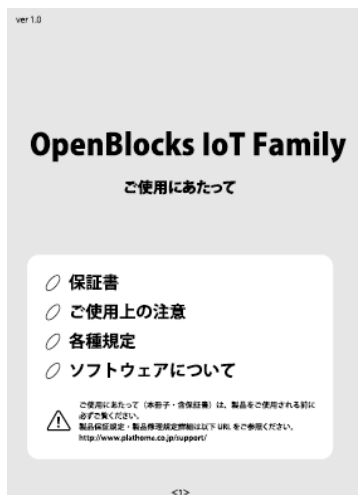 ver 1.0
OpenBlocks IoT Family
ご使用にあたって
保証書
ご使用上の注意
各種規定
ソフトウェアについて
ご使用にあたって（本冊子・含保証書）は、製品をご使用される前に
必ずご覧ください。
製品保証規定・製品修理規定詳細は以下 URL をご参照ください。
http://www.plathome.co.jp/support/
<1>